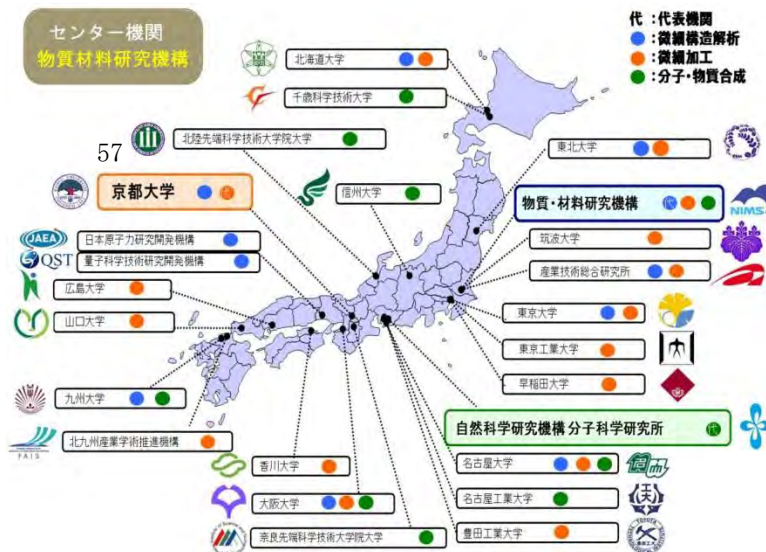 センター機関
物質材料研究機構
代:代表機関
:微細構造解析
:微細加工
:分子・物質合成
北海道大学
千歳科学技術大学
北陸先端科学技術大学院大学
57
東北大学
京都大学
代
信州大学
物質・材料研究機構
代
NIMS
JAEA
日本原子力研究開発機構
筑波大学
QST
量子科学技術研究開発機構
産業技術総合研究所
広島大学
山口大学
東京大学
東京工業大学
早稲田大学
九州大学
自然科学研究機構 分子科学研究所
代
北九州産業学術推進機構
FAIS
香川大学
名古屋大学
大阪大学
名古屋工業大学
奈良先端科学技術大学院大学
豊田工業大学